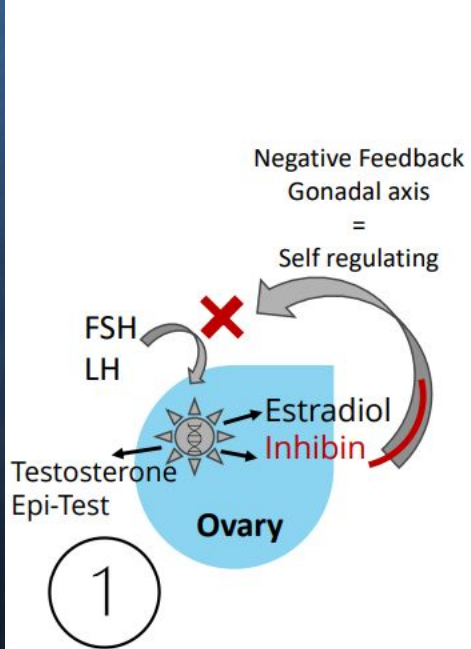 Negative Feedback
Gonadal axis
=
Self regulating
FSH
LH
Estradiol
Inhibin
Testosterone
Epi-Test
Ovary
1